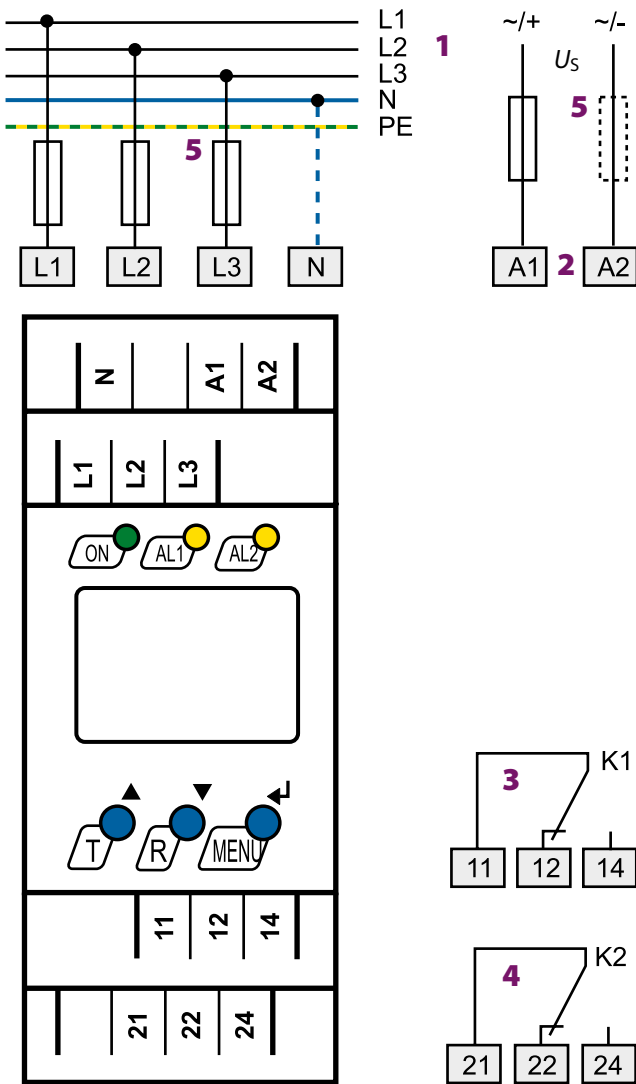 L1
L2
L3
N
PE
1
~/+
~/-
US
5
5
L1 L2 L3 N
A1 2 A2
N A1 A2
L1 L2 L3
ON AL1 AL2
▲ ▼ ↵
T R MENU
11 12 14
21 22 24
K1
3
11 12 14
K2
4
21 22 24